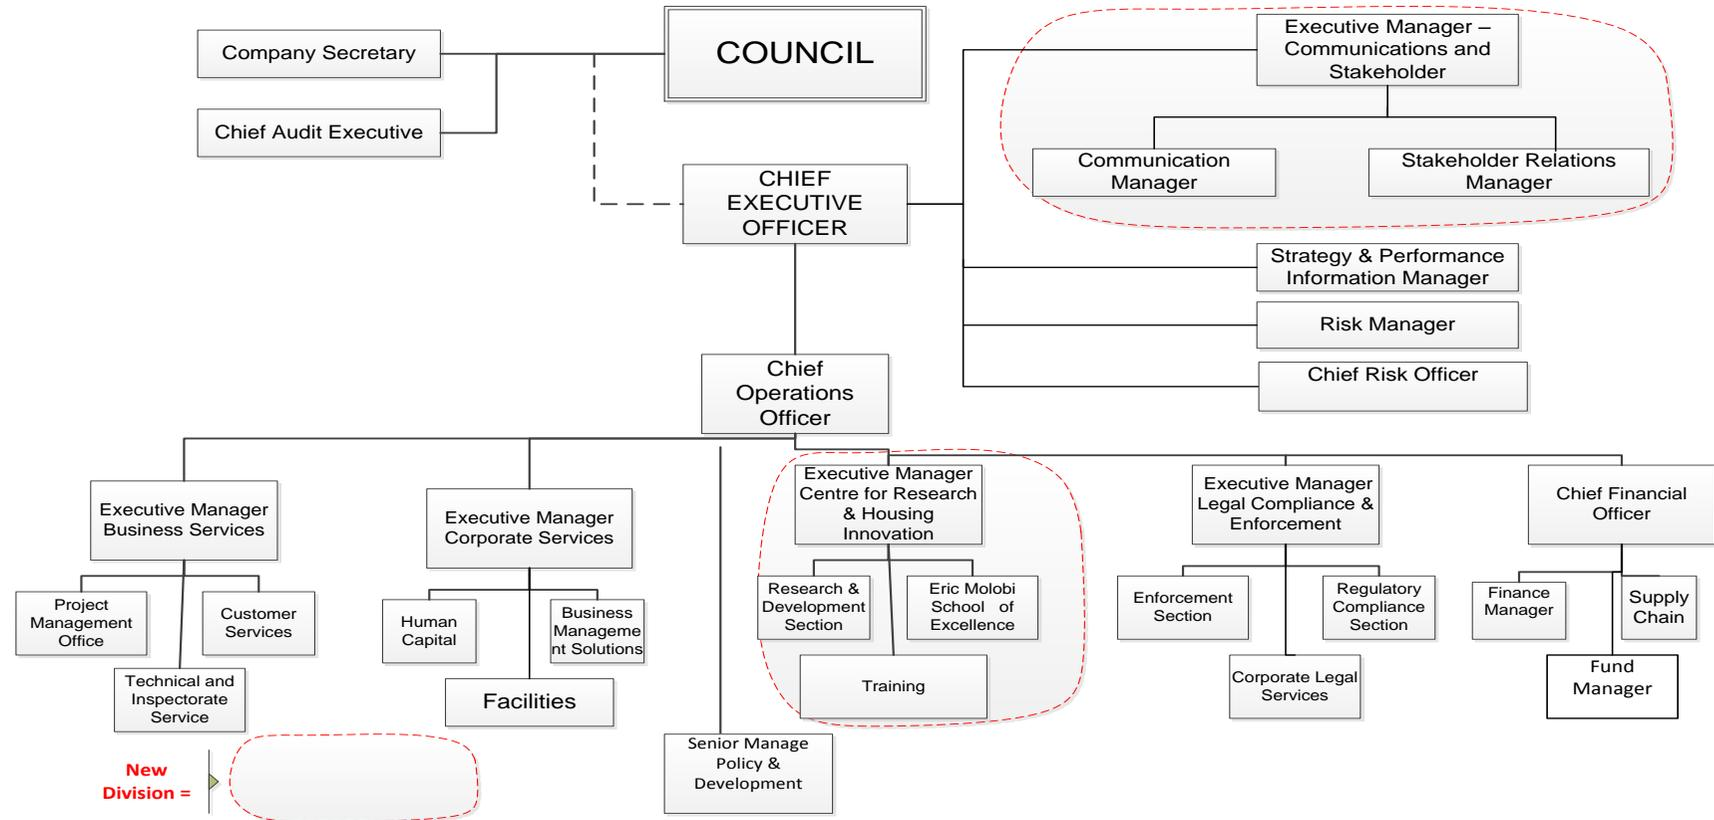 COUNCIL
Company Secretary
Chief Audit Executive
Executive Manager –
Communications and
Stakeholder
Communication
Manager
Stakeholder Relations
Manager
CHIEF
EXECUTIVE
OFFICER
Strategy & Performance
Information Manager
Risk Manager
Chief Risk Officer
Chief
Operations
Officer
Executive Manager
Business Services
Executive Manager
Corporate Services
Executive Manager
Centre for Research
& Housing
Innovation
Executive Manager
Legal Compliance &
Enforcement
Chief Financial
Officer
Project
Management
Office
Customer
Services
Technical and
Inspectorate
Service
Human
Capital
Business
Manageme
nt Solutions
Facilities
Research &
Development
Section
Eric Molobi
School of
Excellence
Training
Enforcement
Section
Regulatory
Compliance
Section
Corporate Legal
Services
Finance
Manager
Supply
Chain
Fund
Manager
Senior Manage
Policy &
Development
New
Division =